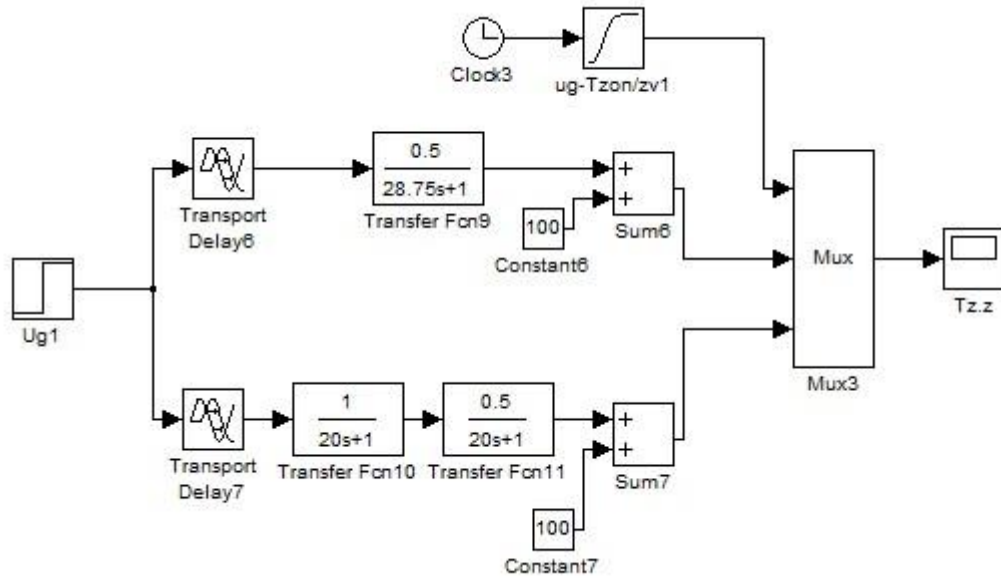 Clock3
ug-Tzon/zv1
Transport
Delay6
0.5
28.75s+1
Transfer Fcn9
+
+
Sum6
100
Constant6
Mux
Mux3
Tz.z
Ug1
Transport
Delay7
1
20s+1
Transfer Fcn10
0.5
20s+1
Transfer Fcn11
+
+
Sum7
100
Constant7